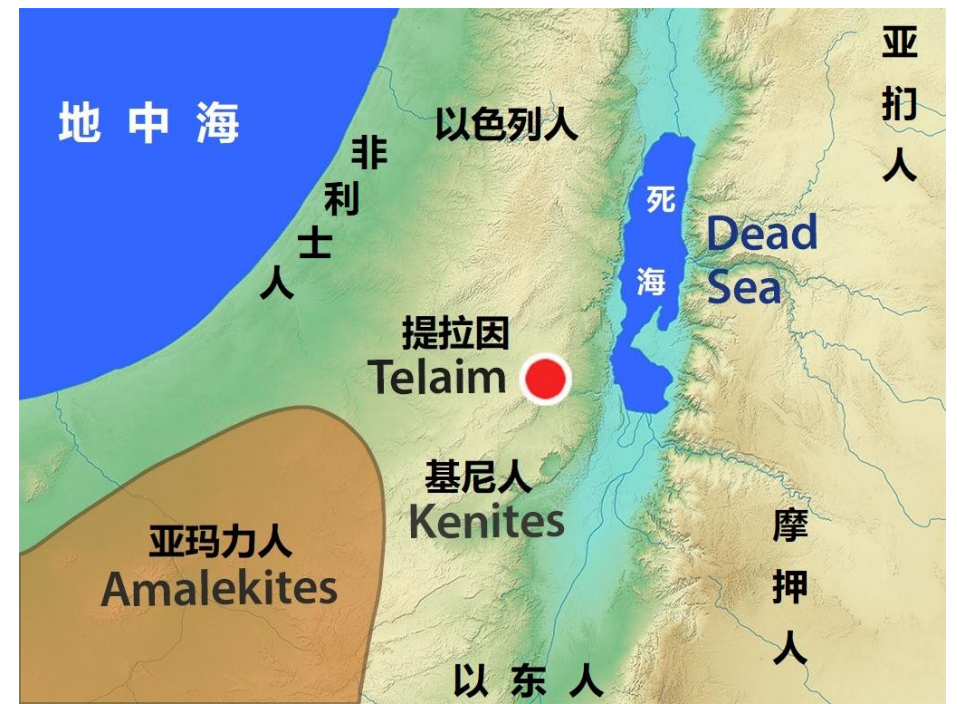 地中海
非利士人
以色列人
亚扪人
死海
Dead
Sea
提拉因
Telaim
基尼人
Kenites
亚玛力人
Amalekites
摩押人
以东人